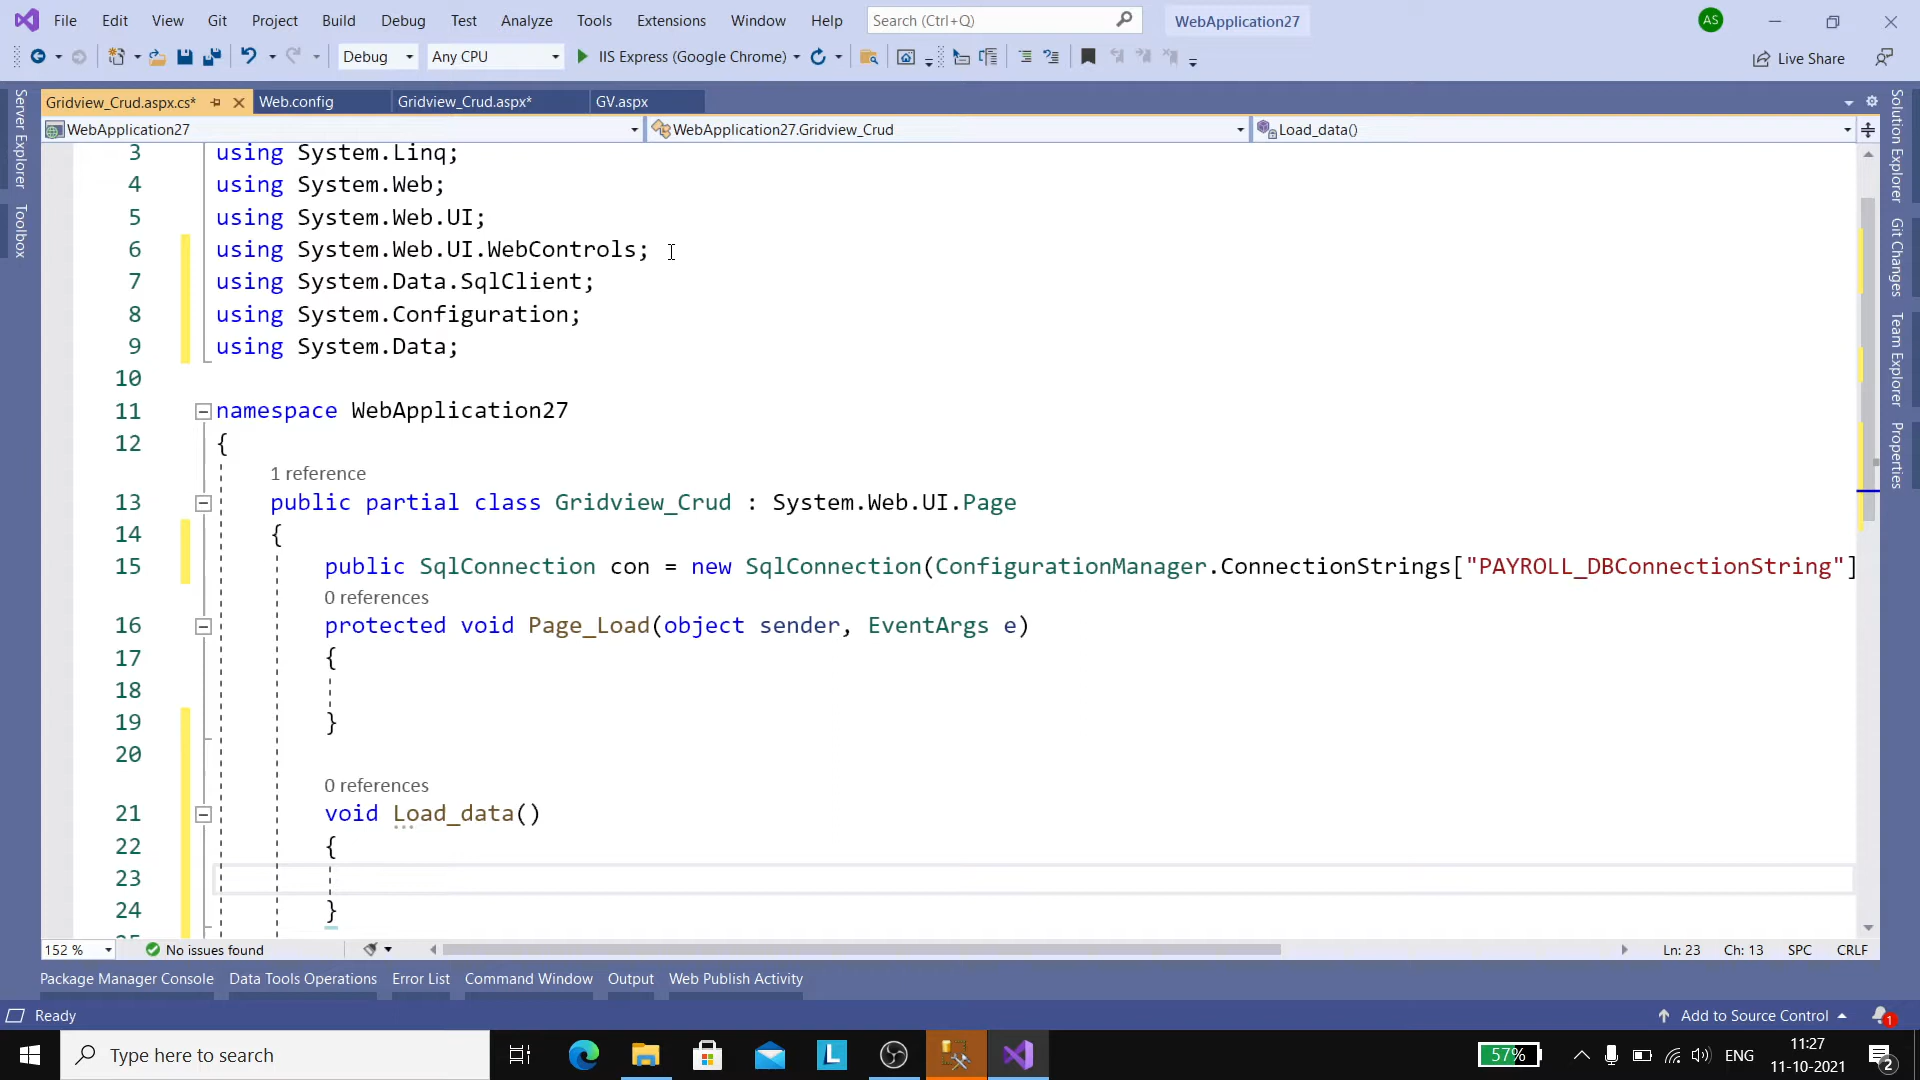 File Edit View Git Project Build Debug Test Analyze Tools Extensions Window Help Search (Ctrl+Q) WebApplication27 AS
Debug Any CPU IIS Express (Google Chrome) Live Share
Gridview_Crud.aspx.cs* Web.config Gridview_Crud.aspx* GV.aspx
WebApplication27 WebApplication27.Gridview_Crud Load_data()
Server Explorer
Toolbox
Solution Explorer
Git Changes
Team Explorer
Properties
3 using System.Linq;
4 using System.Web;
5 using System.Web.UI;
6 using System.Web.UI.WebControls;
7 using System.Data.SqlClient;
8 using System.Configuration;
9 using System.Data;
10
11 namespace WebApplication27
12 {
1 reference
13 public partial class Gridview_Crud : System.Web.UI.Page
14 {
15 public SqlConnection con = new SqlConnection(ConfigurationManager.ConnectionStrings["PAYROLL_DBConnectionString"]
0 references
16 protected void Page_Load(object sender, EventArgs e)
17 {
18
19 }
20
0 references
21 void Load_data()
22 {
23
24 }
152 % No issues found Ln: 23 Ch: 13 SPC CRLF
Package Manager Console Data Tools Operations Error List Command Window Output Web Publish Activity
Ready Add to Source Control 1
Type here to search L 57% ENG 11:27
11-10-2021 2